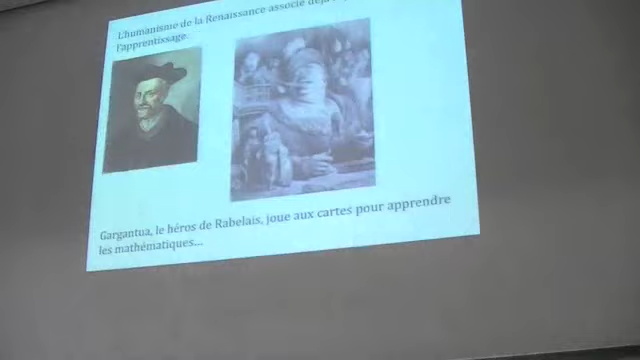 L'humanisme de la Renaissance associe déjà
l'apprentissage.
Gargantua, le héros de Rabelais, joue aux cartes pour apprendre
les mathématiques...